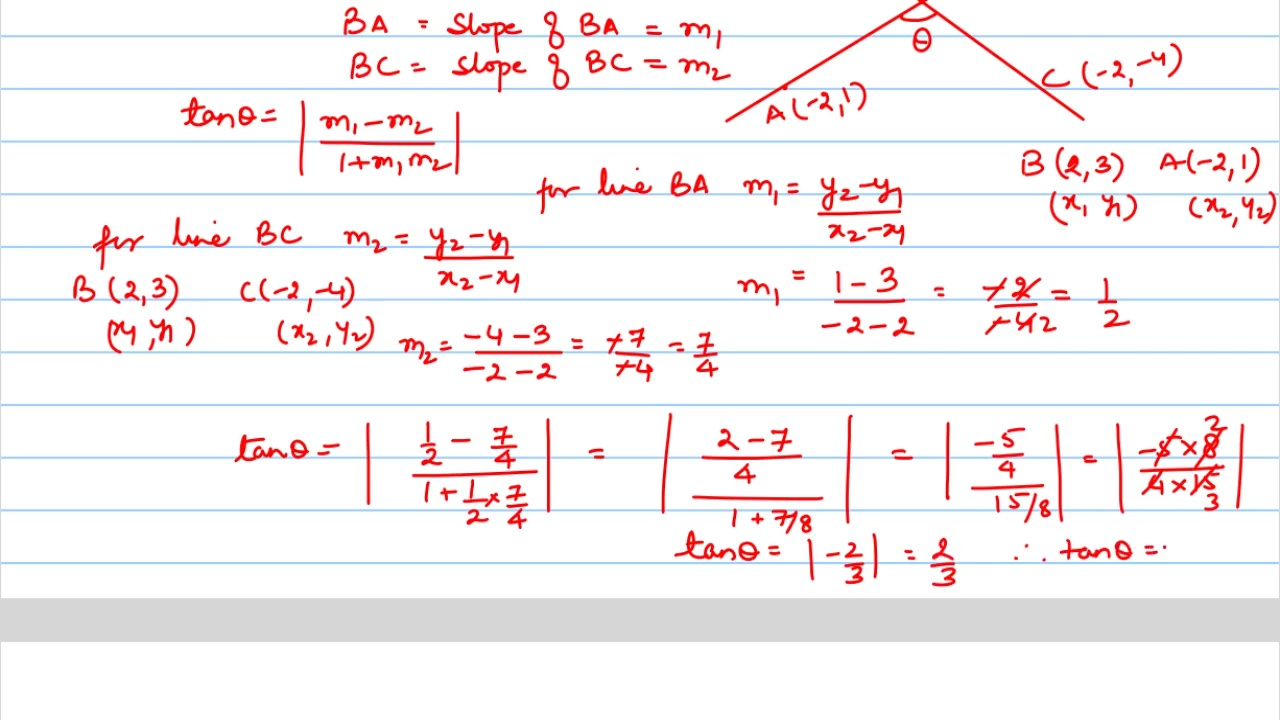 BA = slope of BA = m₁
BC = slope of BC = m₂
θ
A(-2,1)
C(-2,-4)
tanθ = |(m₁ - m₂)/(1 + m₁m₂)|
B(2,3) A(-2,1)
(x₁ y₁) (x₂,y₂)
for line BA m₁ = (y₂ - y₁)/(x₂ - x₁)
for line BC m₂ = (y₂ - y₁)/(x₂ - x₁)
B(2,3) C(-2,-4)
(x₁,y₁) (x₂,y₂)
m₁ = (1 - 3)/(-2 - 2) = -2/-4 2 = 1/2
m₂ = (-4 - 3)/(-2 - 2) = -7/-4 = 7/4
tanθ = |(1/2 - 7/4)/(1 + 1/2 × 7/4)| = |((2 - 7)/4)/(1 + 7/8)| = |(-5/4)/(15/8)| = |(-5 × 8 2)/(4 × 15 3)|
tanθ = |-2/3| = 2/3 ∴ tanθ =